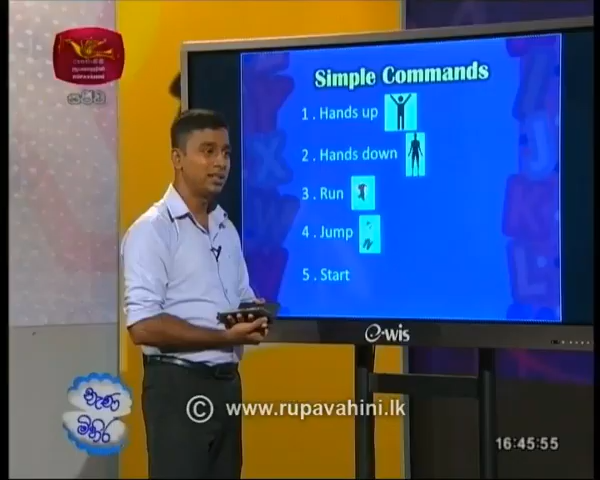 Simple Commands
1 . Hands up
2 . Hands down
3 . Run
4 . Jump
5 . Start
e-wis
නැණ
මිහිර
© www.rupavahini.lk
16:45:55